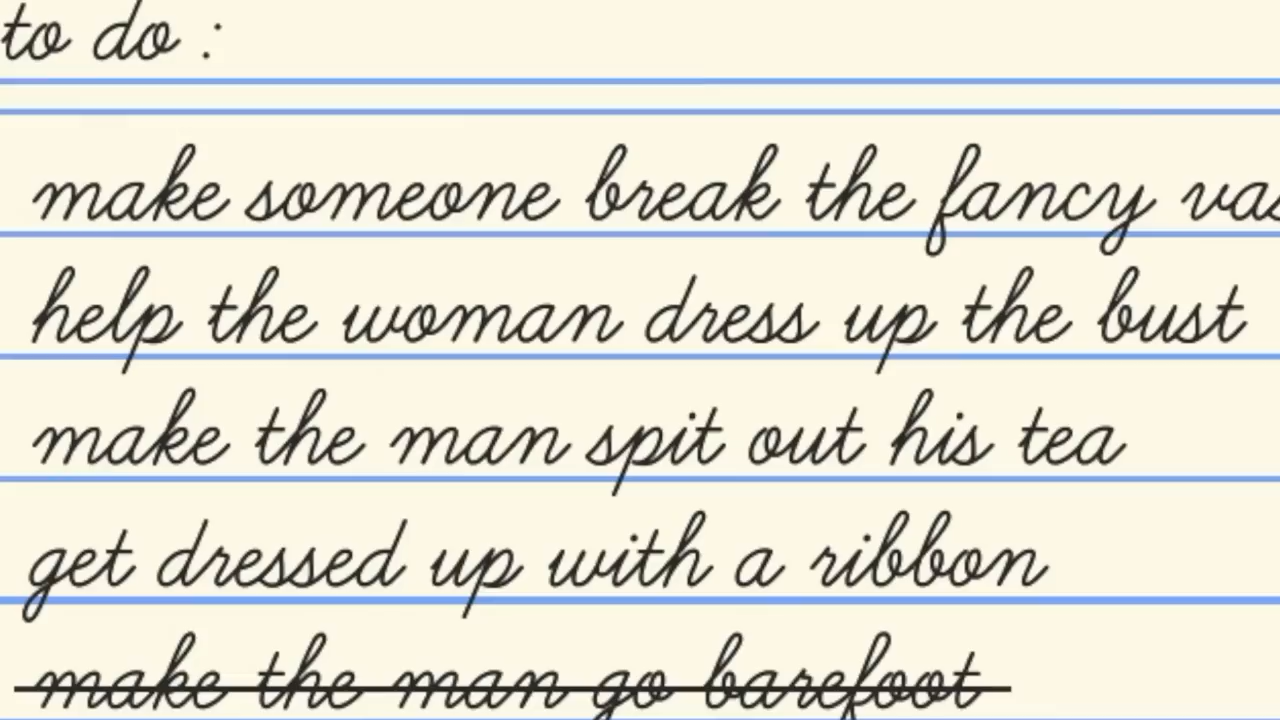 to do :
make someone break the fancy
help the woman dress up the bust
make the man spit out his tea
get dressed up with a ribbon
make the man go barefoot